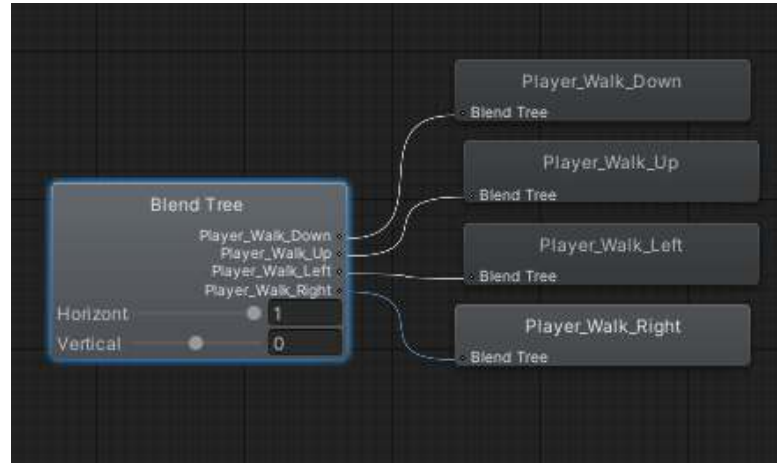 Blend Tree
Player_Walk_Down
Player_Walk_Up
Player_Walk_Left
Player_Walk_Right
Horizont 1
Vertical 0
Player_Walk_Down
Blend Tree
Player_Walk_Up
Blend Tree
Player_Walk_Left
Blend Tree
Player_Walk_Right
Blend Tree